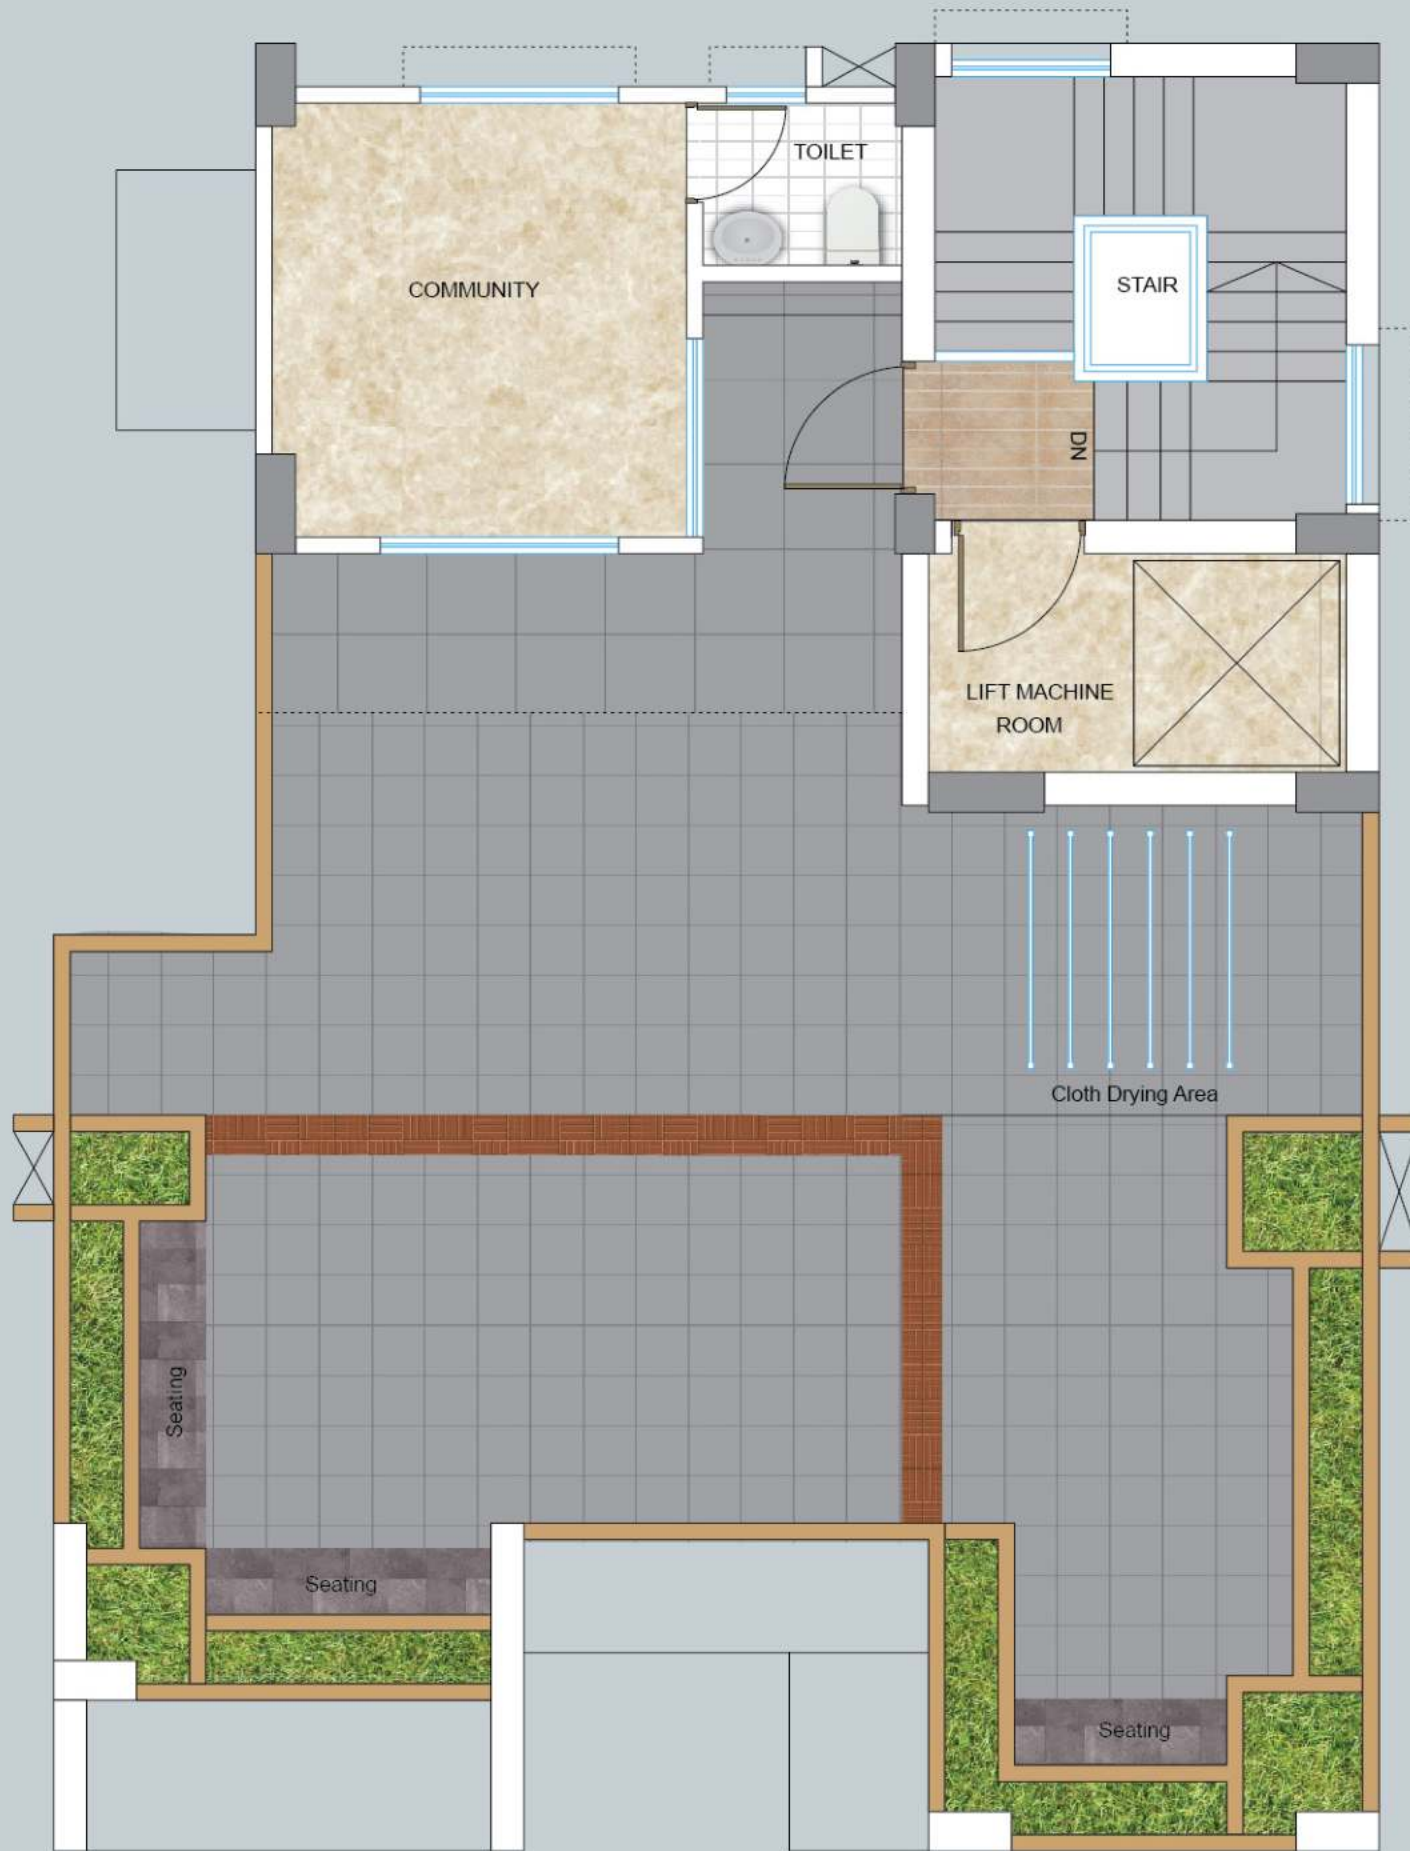 TOILET
COMMUNITY
STAIR
DN
LIFT MACHINE
ROOM
Cloth Drying Area
Seating
Seating
Seating